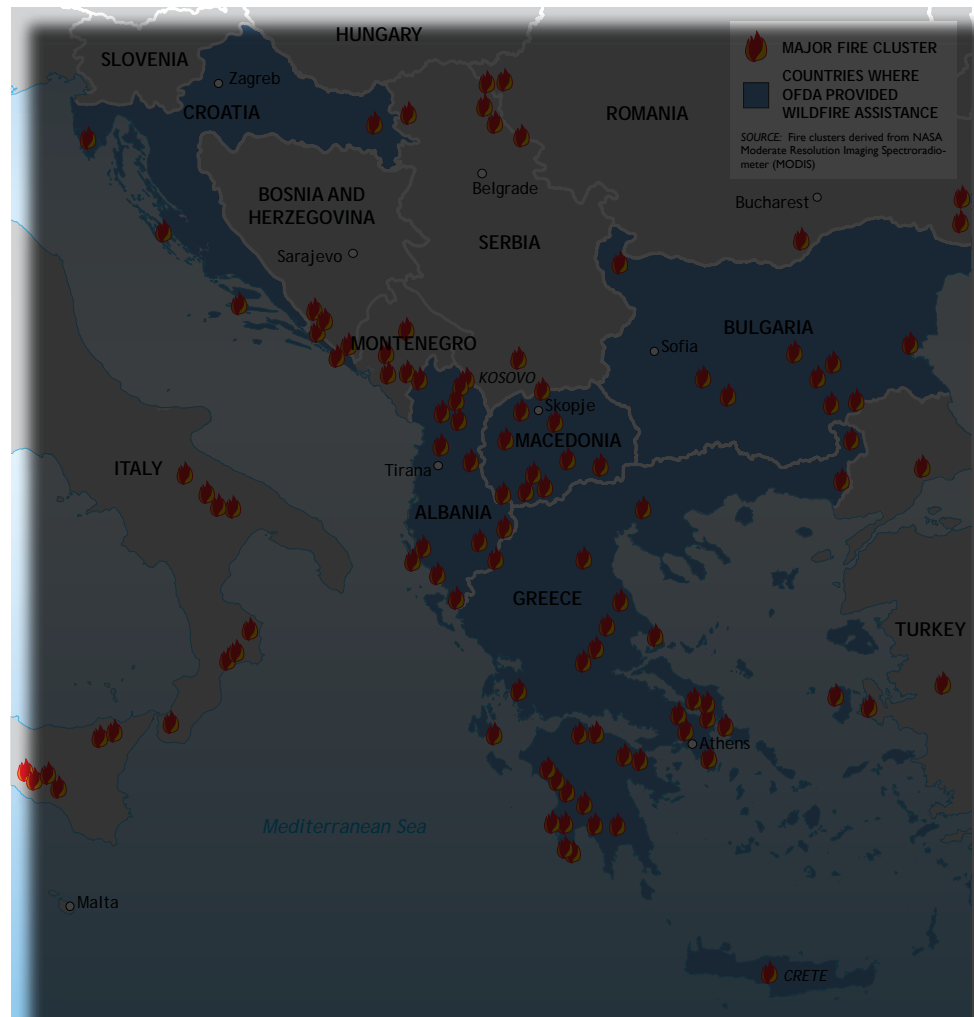 HUNGARY
SLOVENIA
Zagreb
CROATIA
MAJOR FIRE CLUSTER
COUNTRIES WHERE
OFDA PROVIDED
WILDFIRE ASSISTANCE
SOURCE: Fire clusters derived from NASA
Moderate Resolution Imaging Spectroradio-
meter (MODIS)
ROMANIA
Belgrade
BOSNIA AND
HERZEGOVINA
Bucharest
SERBIA
Sarajevo
MONTENEGRO
BULGARIA
Sofia
KOSOVO
Skopje
MACEDONIA
ITALY
Tirana
ALBANIA
GREECE
TURKEY
Athens
Mediterranean Sea
Malta
CRETE